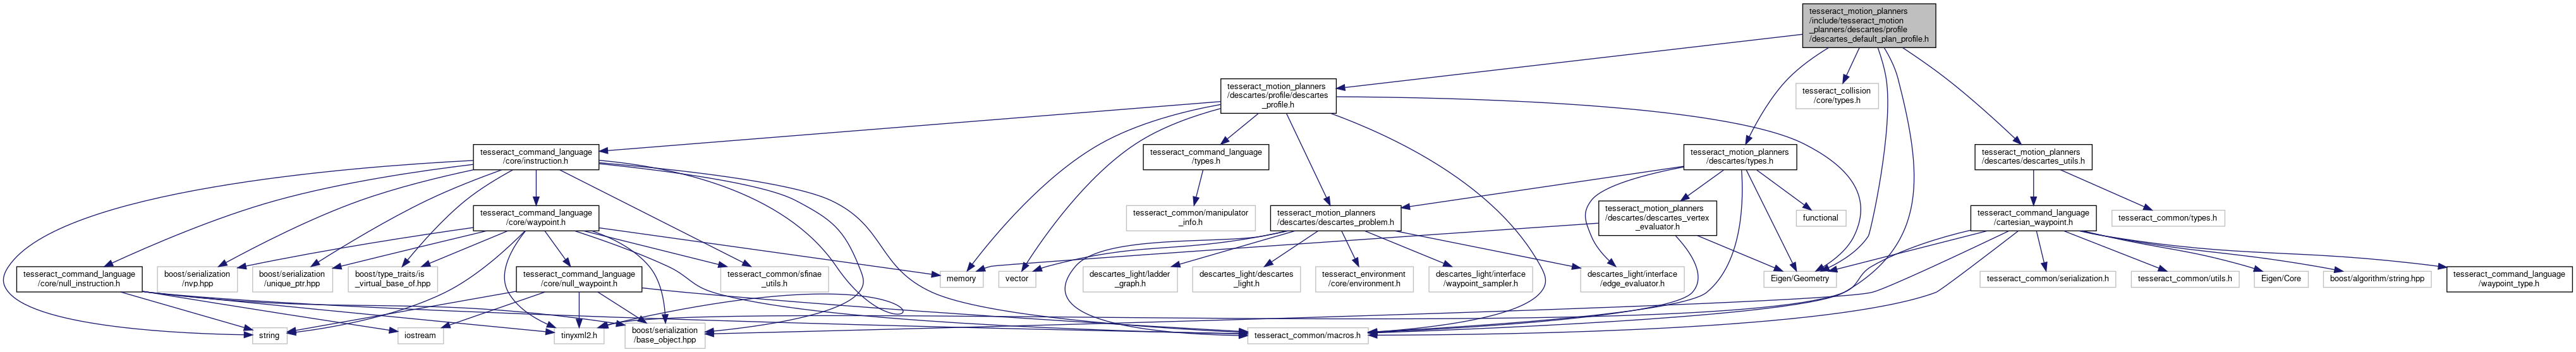 tesseract_motion_planners
/include/tesseract_motion
_planners/descartes/profile
/descartes_default_plan_profile.h
tesseract_motion_planners
/descartes/profile/descartes
_profile.h
tesseract_collision
/core/types.h
tesseract_command_language
/core/instruction.h
tesseract_command_language
/types.h
tesseract_motion_planners
/descartes/types.h
tesseract_motion_planners
/descartes/descartes_utils.h
tesseract_command_language
/core/waypoint.h
tesseract_common/manipulator
_info.h
tesseract_motion_planners
/descartes/descartes_problem.h
tesseract_motion_planners
/descartes/descartes_vertex
_evaluator.h
functional
tesseract_command_language
/cartesian_waypoint.h
tesseract_common/types.h
tesseract_command_language
/core/null_instruction.h
boost/serialization
/nvp.hpp
boost/serialization
/unique_ptr.hpp
boost/type_traits/is
_virtual_base_of.hpp
tesseract_command_language
/core/null_waypoint.h
tesseract_common/sfinae
_utils.h
memory
vector
descartes_light/ladder
_graph.h
descartes_light/descartes
_light.h
tesseract_environment
/core/environment.h
descartes_light/interface
/waypoint_sampler.h
descartes_light/interface
/edge_evaluator.h
Eigen/Geometry
tesseract_common/serialization.h
tesseract_common/utils.h
Eigen/Core
boost/algorithm/string.hpp
tesseract_command_language
/waypoint_type.h
string
iostream
tinyxml2.h
boost/serialization
/base_object.hpp
tesseract_common/macros.h